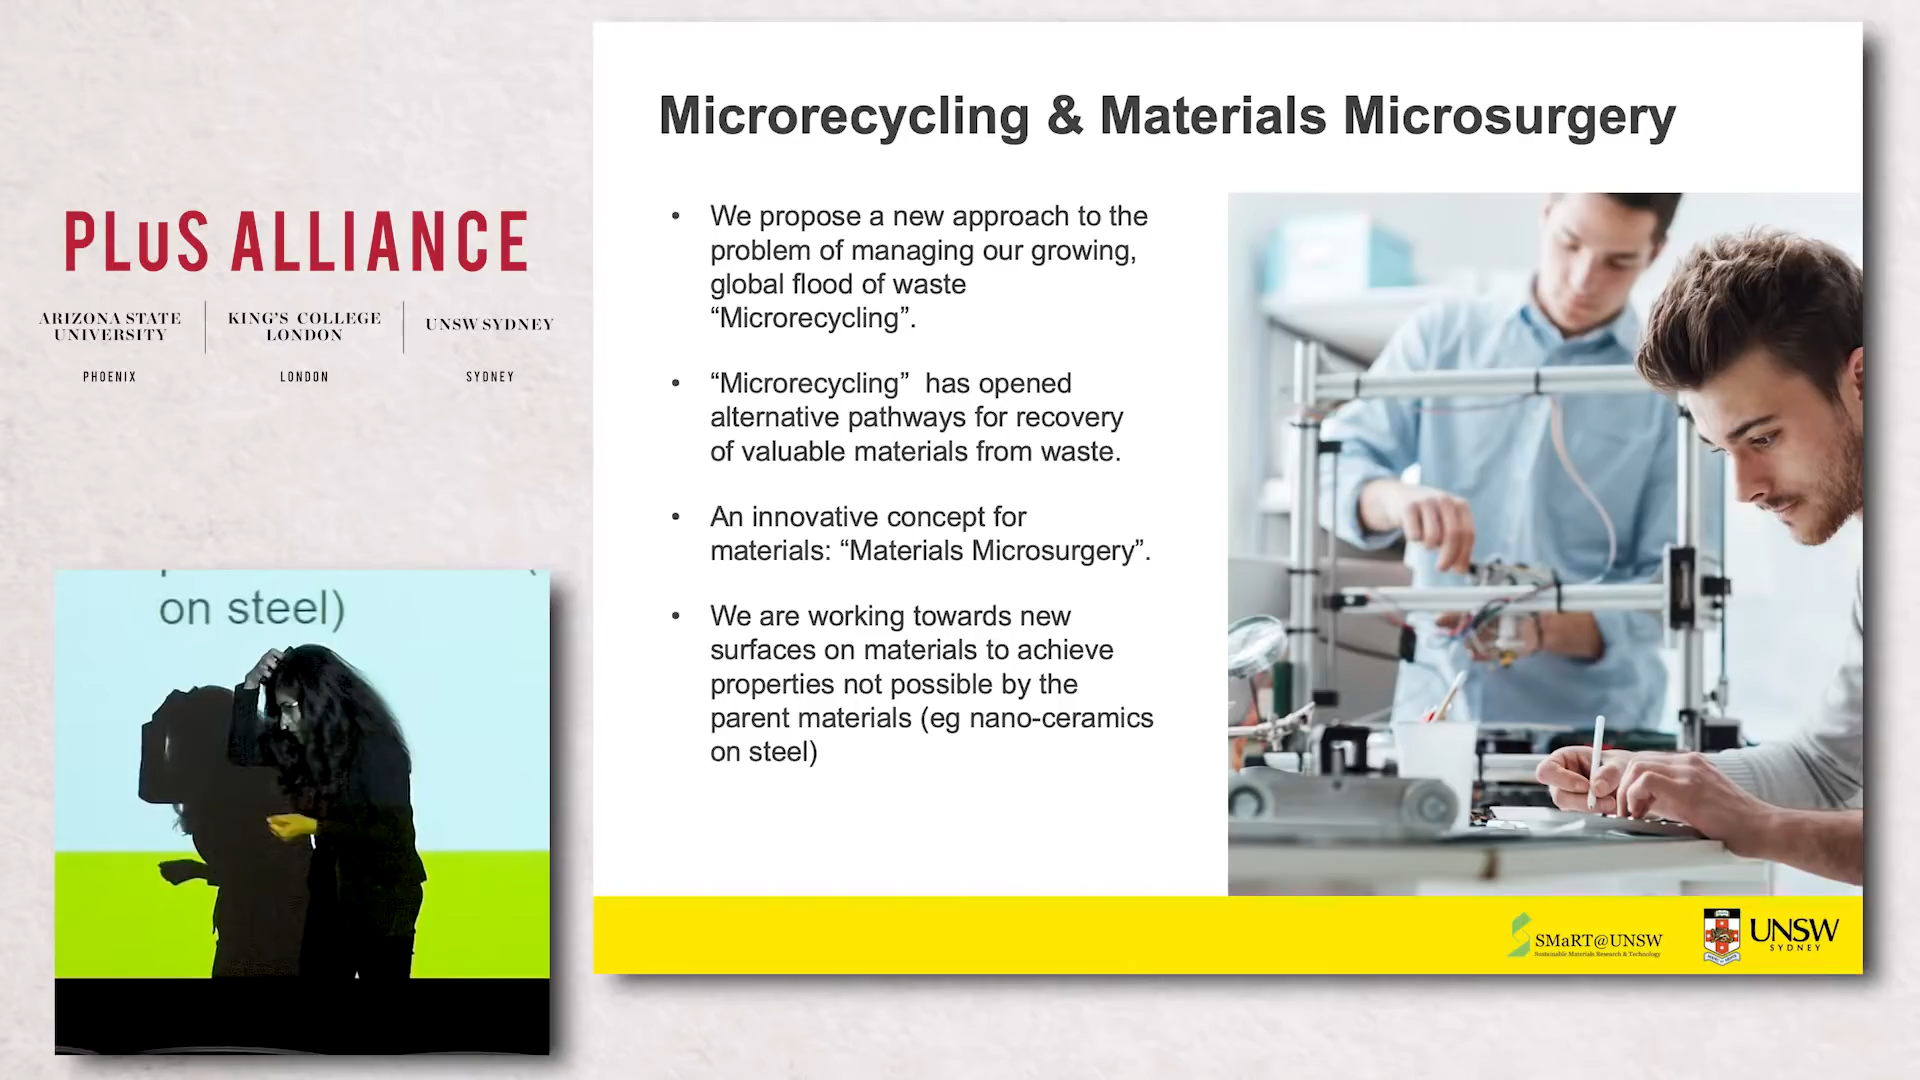 PLuS ALLIANCE
ARIZONA STATE
UNIVERSITY
PHOENIX
KING'S COLLEGE
LONDON
LONDON
UNSW SYDNEY
SYDNEY
on steel)
Microrecycling & Materials Microsurgery
• We propose a new approach to the
problem of managing our growing,
global flood of waste
“Microrecycling”.
• “Microrecycling” has opened
alternative pathways for recovery
of valuable materials from waste.
• An innovative concept for
materials: “Materials Microsurgery”.
• We are working towards new
surfaces on materials to achieve
properties not possible by the
parent materials (eg nano-ceramics
on steel)
SMaRT@UNSW
Sustainable Materials Research & Technology
UNSW
SYDNEY